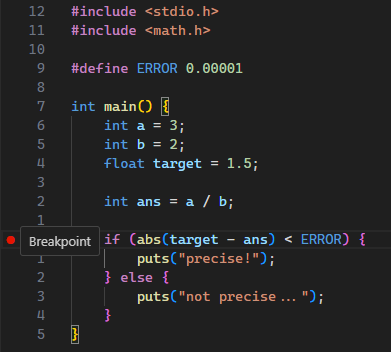 12 #include <stdio.h>
11 #include <math.h>
10
9 #define ERROR 0.00001
8
7 int main() {
6     int a = 3;
5     int b = 2;
4     float target = 1.5;
3
2     int ans = a / b;
1
Breakpoint if (abs(target - ans) < ERROR) {
1         puts("precise!");
2     } else {
3         puts("not precise...");
4     }
5 }